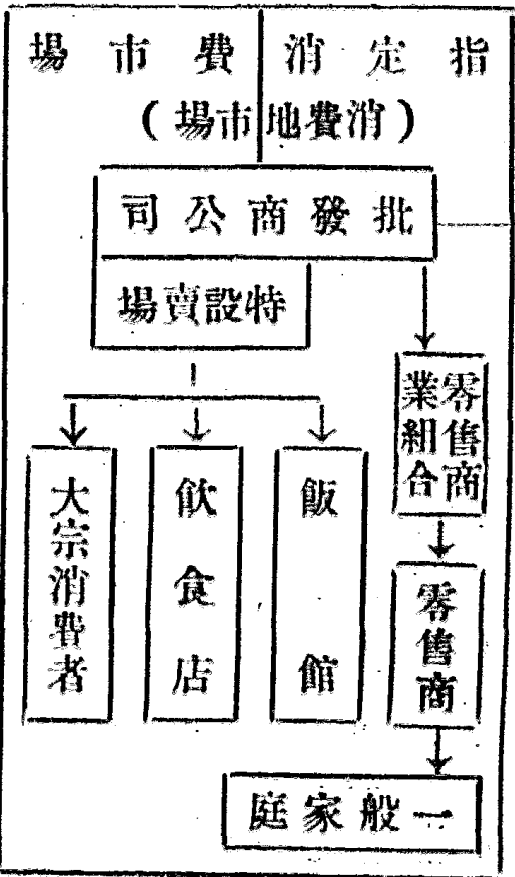 指定消費市場
(消費地市場)
批發商公司
特設賣場
零售商
業組合
零售商
飯館
飲食店
大宗消費者
一般家庭